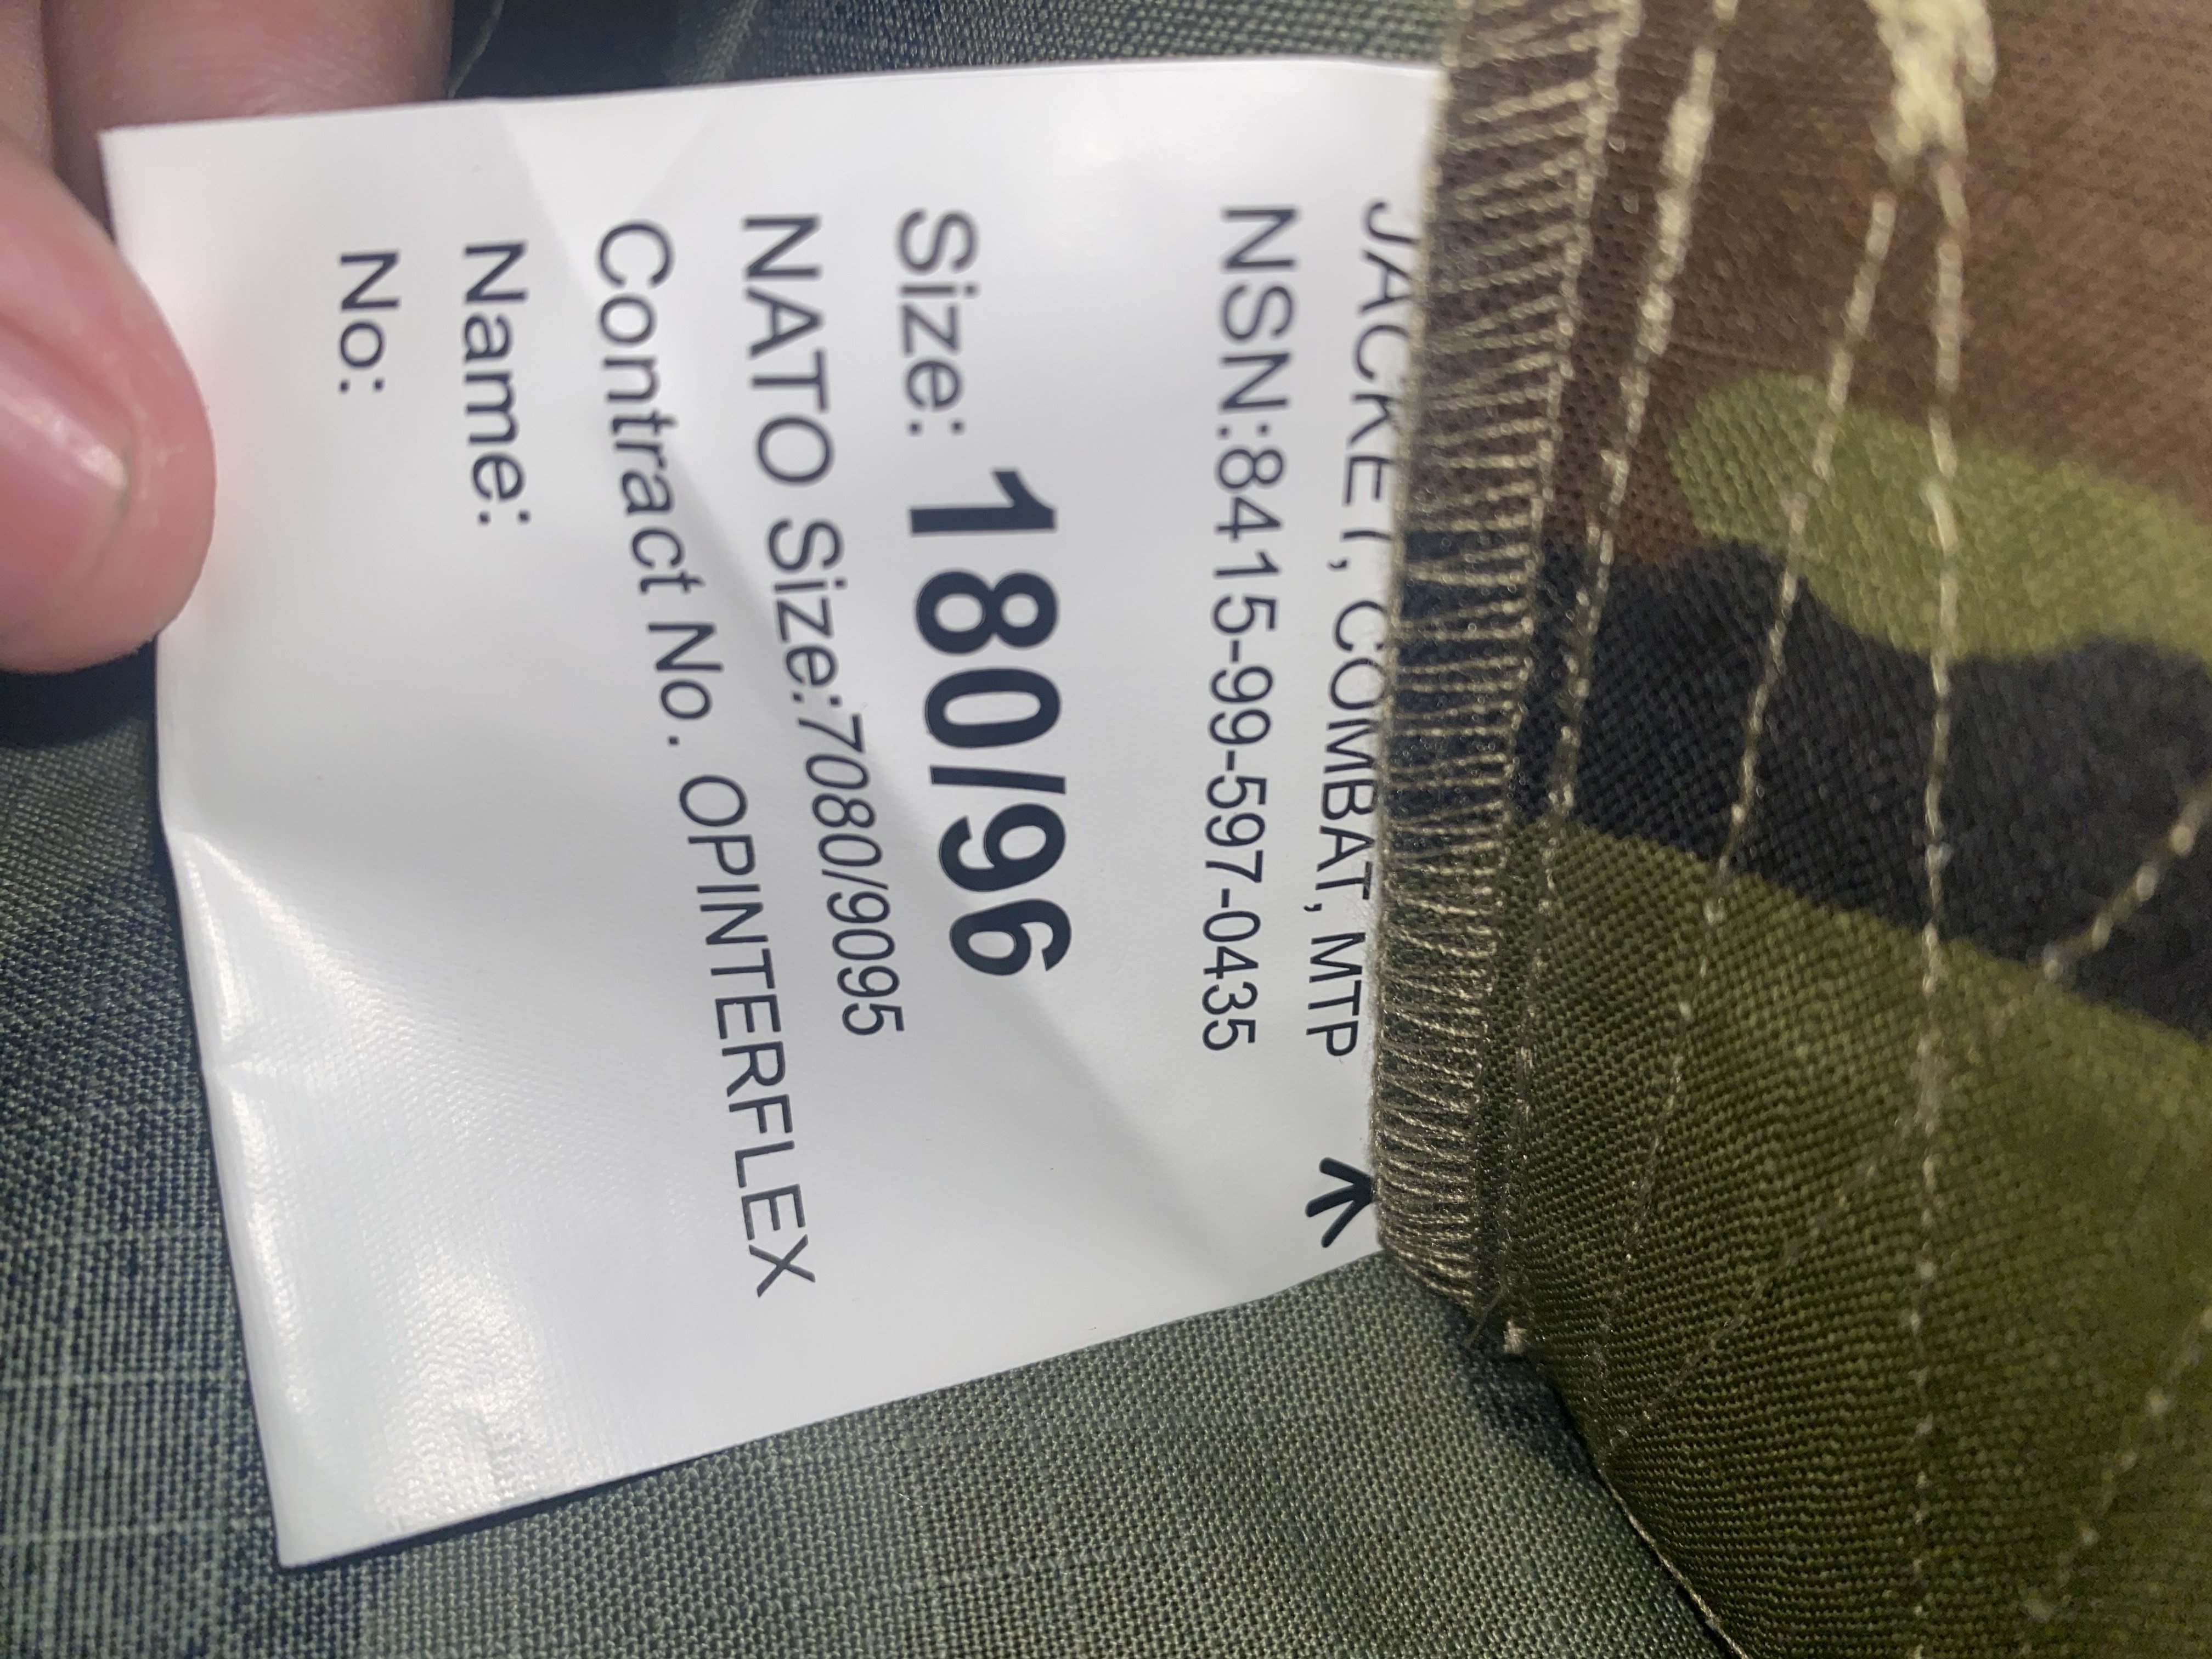 JACKET, COMBAT, MTP
NSN:8415-99-597-0435
Size: 180/96
NATO Size:7080/9095
Contract No. OPINTERFLEX
Name:
No: